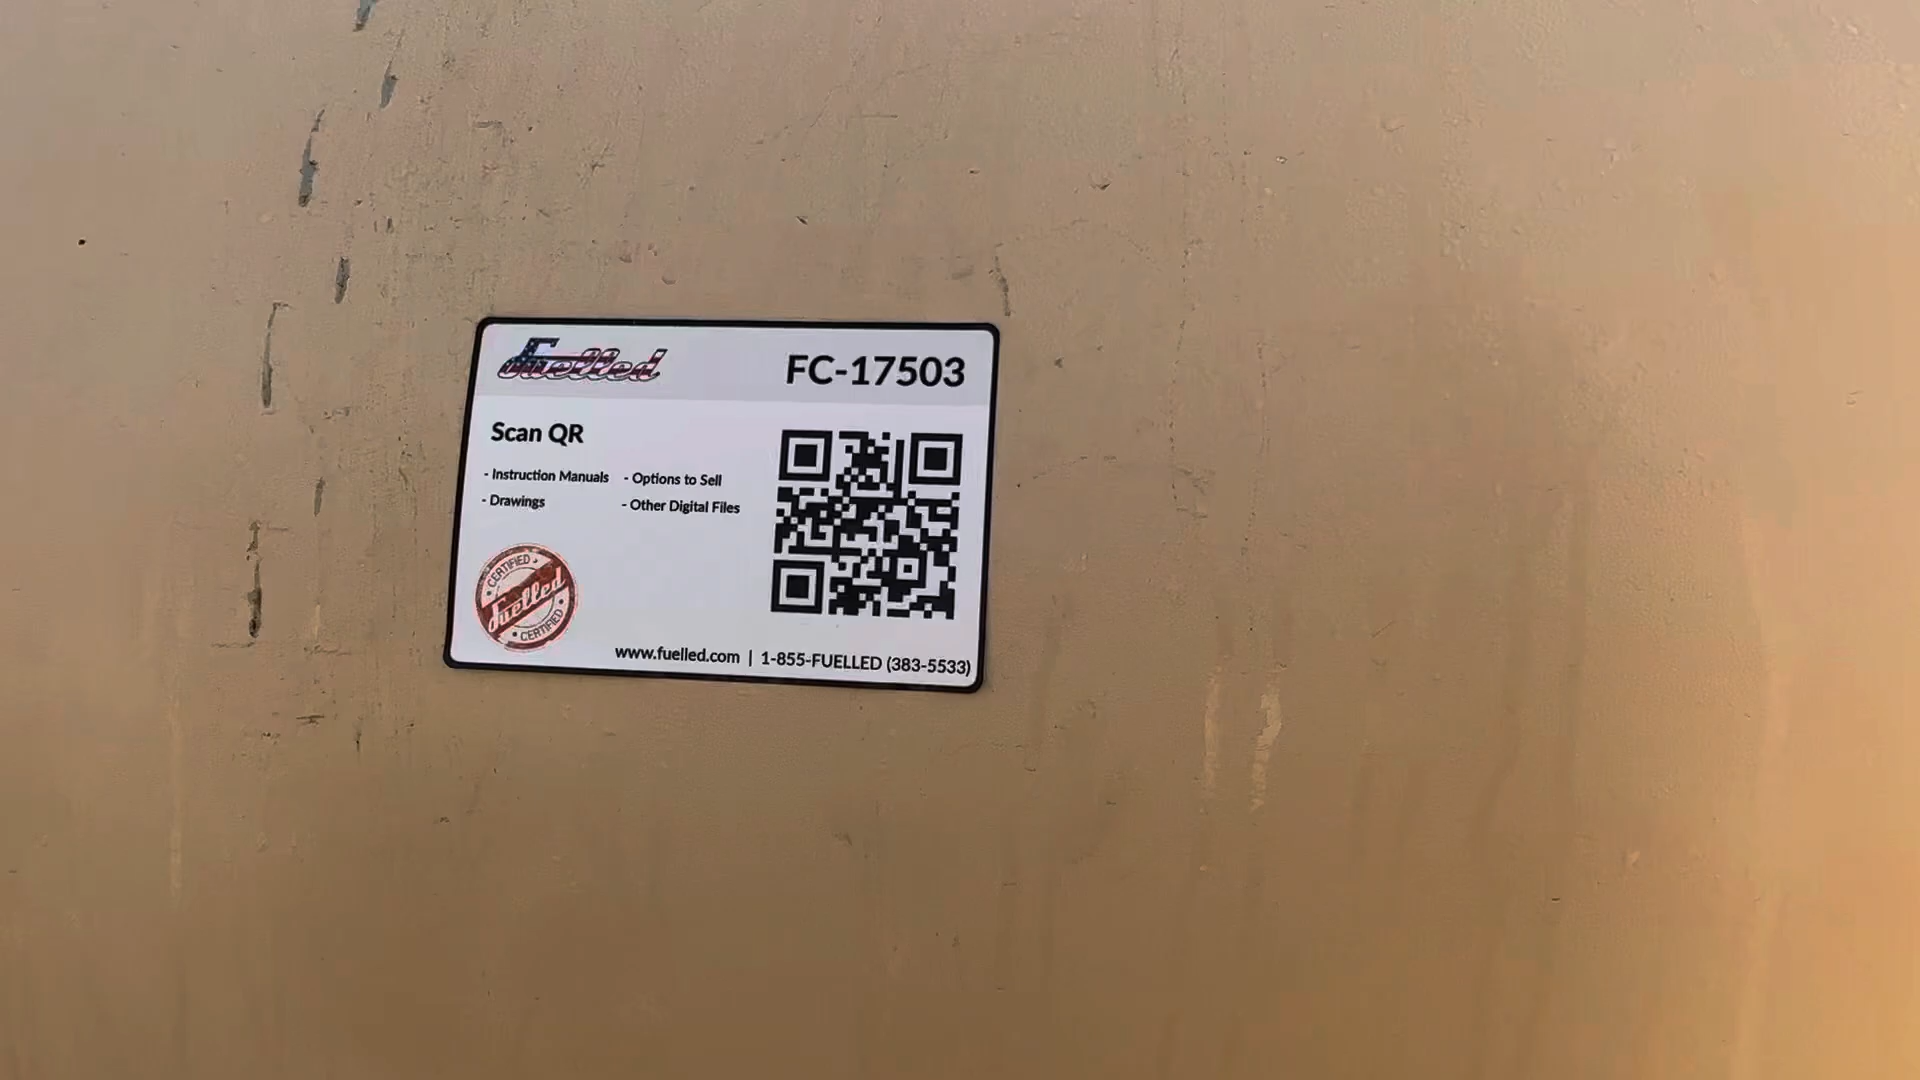 Fuelled
FC-17503
Scan QR
- Instruction Manuals
- Options to Sell
- Drawings
- Other Digital Files
CERTIFIED
Fuelled
CERTIFIED
www.fuelled.com | 1-855-FUELLED (383-5533)